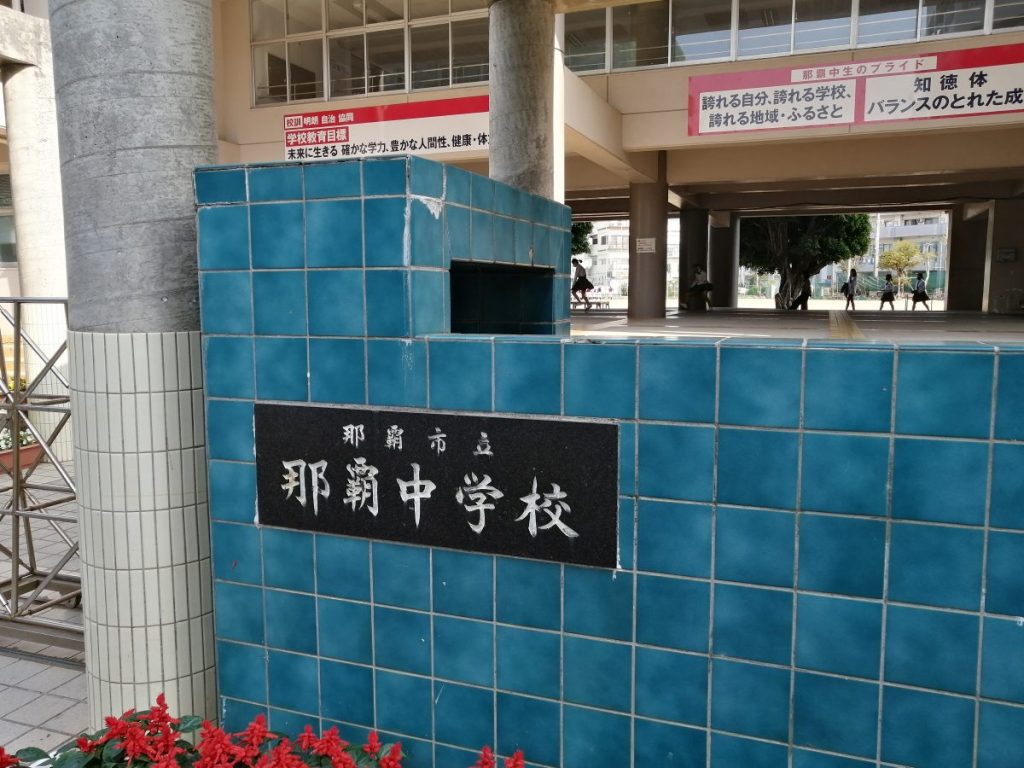 校訓 明朗 自治 協同
学校教育目標
未来に生きる 確かな学力、豊かな人間性、健康・体
那覇中生のプライド
誇れる自分、誇れる学校、
誇れる地域・ふるさと
知 徳 体
バランスのとれた成
那覇市立
那覇中学校